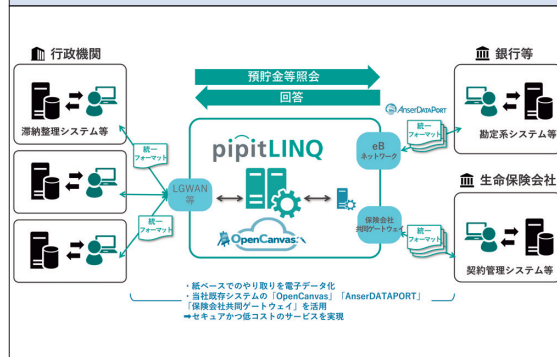 行政機関
滞納整理システム等
統一
フォーマット
統一
フォーマット
預貯金等照会
回答
pipitLINQ
LGWAN
等
OpenCanvas
AnserDATAPORT
eB
ネットワーク
保険会社
共同ゲートウェイ
統一
フォーマット
統一
フォーマット
銀行等
勘定系システム等
生命保険会社
契約管理システム等
・紙ベースでのやり取りを電子データ化
・当社既存システムの「OpenCanvas」「AnserDATAPORT」
「保険会社共同ゲートウェイ」を活用
➡セキュアかつ低コストのサービスを実現